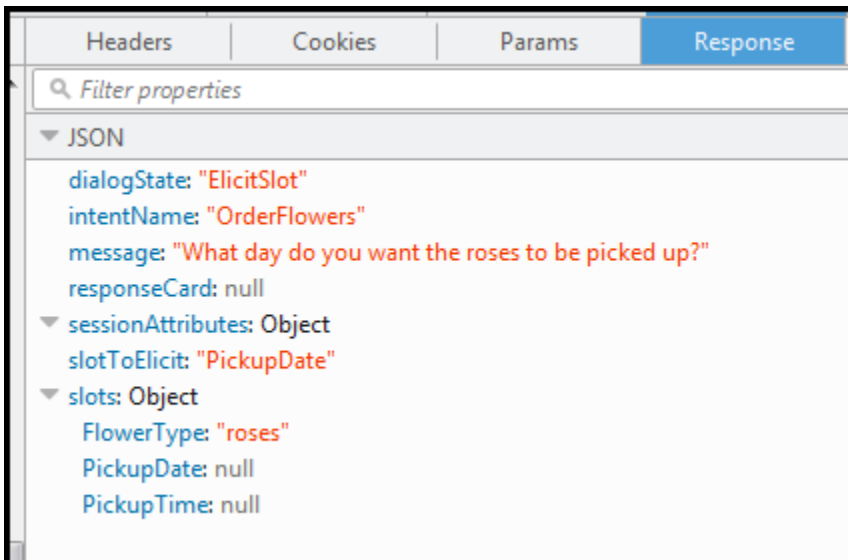 Headers Cookies Params Response
Filter properties
JSON
dialogState: "ElicitSlot"
intentName: "OrderFlowers"
message: "What day do you want the roses to be picked up?"
responseCard: null
sessionAttributes: Object
slotToElicit: "PickupDate"
slots: Object
FlowerType: "roses"
PickupDate: null
PickupTime: null